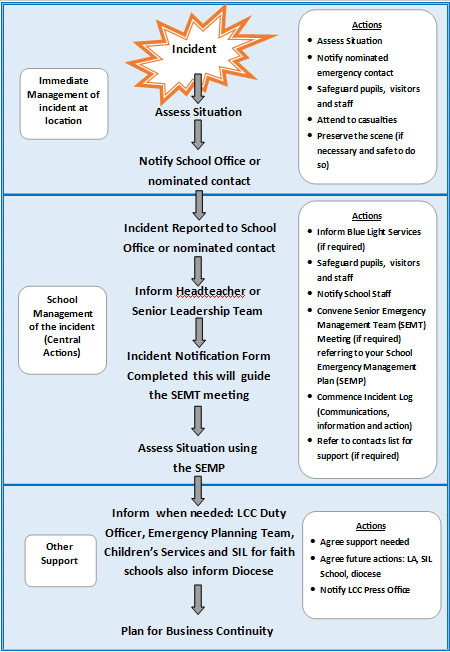 Incident
Assess Situation
Notify School Office or
nominated contact
Immediate
Management of
incident at
location
Actions
• Assess Situation
• Notify nominated
emergency contact
• Safeguard pupils, visitors
and staff
• Attend to casualties
• Preserve the scene (if
necessary and safe to do
so)
Incident Reported to School
Office or nominated contact
Inform Headteacher or
Senior Leadership Team
Incident Notification Form
Completed this will guide
the SEMT meeting
Assess Situation using
the SEMP
School
Management
of the incident
(Central
Actions)
Actions
• Inform Blue Light Services
(if required)
• Safeguard pupils, visitors
and staff
• Notify School Staff
• Convene Senior Emergency
Management Team (SEMT)
Meeting (if required)
referring to your School
Emergency Management
Plan (SEMP)
• Commence Incident Log
(Communications,
information and action)
• Refer to contacts list for
support (if required)
Inform when needed: LCC Duty
Officer, Emergency Planning Team,
Children's Services and SIL for faith
schools also inform Diocese
Plan for Business Continuity
Other
Support
Actions
• Agree support needed
• Agree future actions: LA, SIL
School, diocese
• Notify LCC Press Office